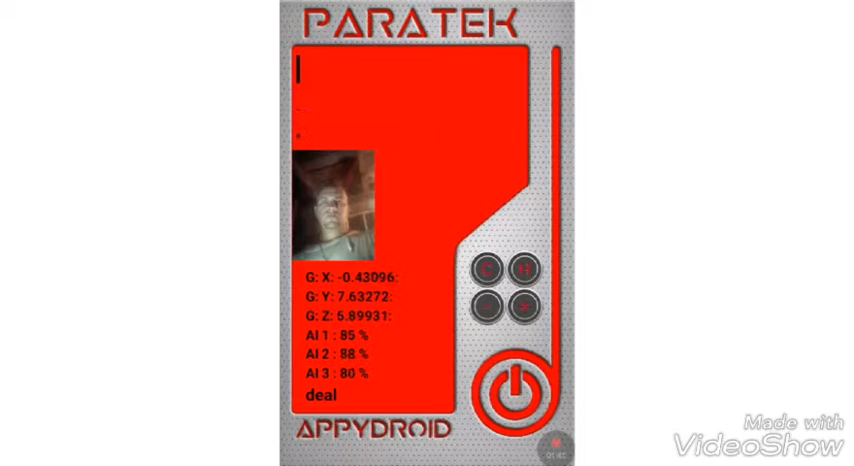 PARATEK
G: X: -0.43096:
G: Y: 7.63272:
G: Z: 5.89931:
AI 1 : 85 %
AI 2 : 88 %
AI 3 : 80 %
deal
C H
- ×
APPYDROID
Made with
VideoShow